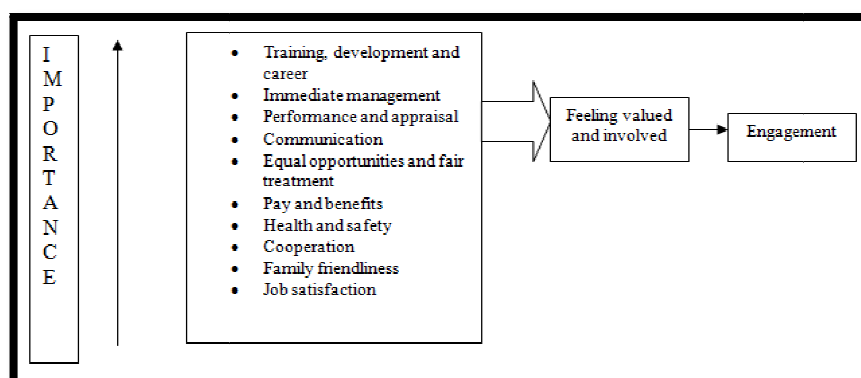 I
M
P
O
R
T
A
N
C
E
• Training, development and
career
• Immediate management
• Performance and appraisal
• Communication
• Equal opportunities and fair
treatment
• Pay and benefits
• Health and safety
• Cooperation
• Family friendliness
• Job satisfaction
Feeling valued
and involved
Engagement